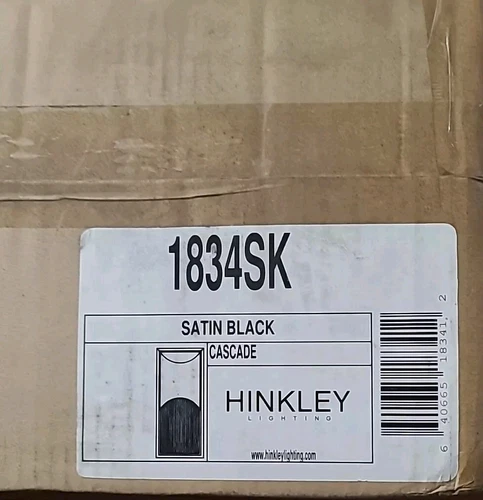 1834SK
SATIN BLACK
CASCADE
HINKLEY
LIGHTING
www.hinkleylighting.com
6 40665 18341 2